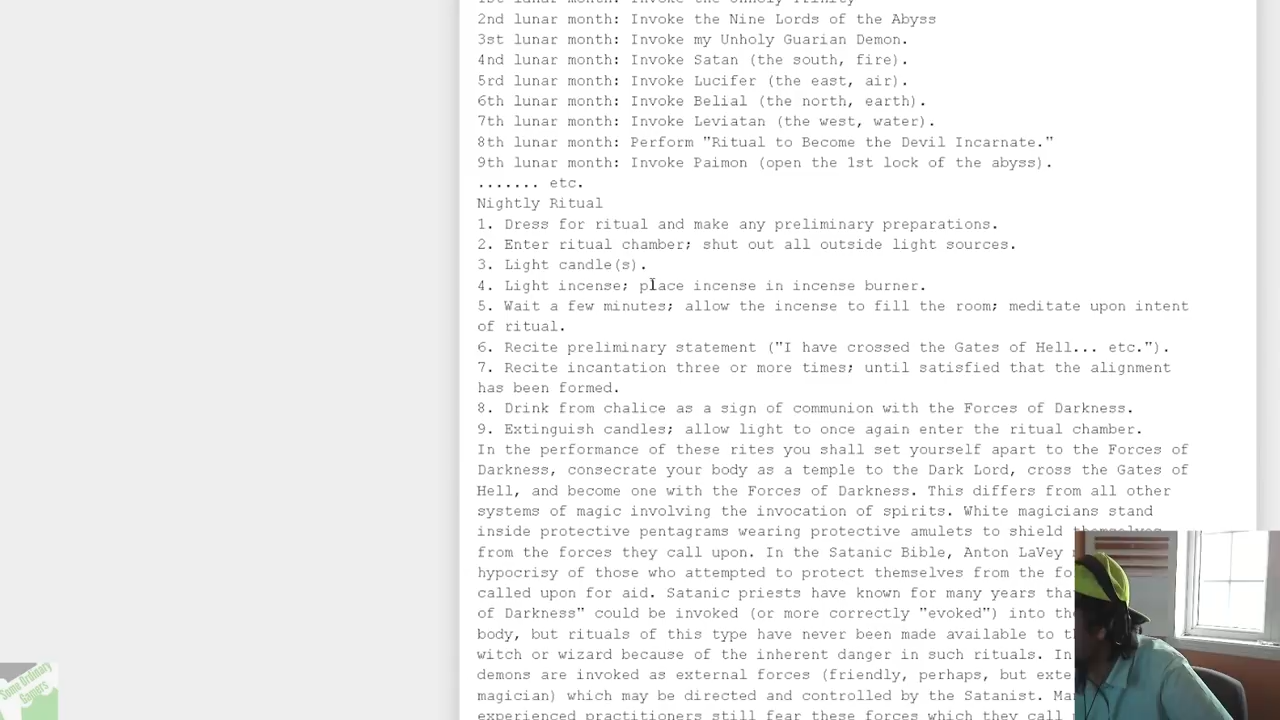 2nd lunar month: Invoke the Nine Lords of the Abyss
3st lunar month: Invoke my Unholy Guarian Demon.
4nd lunar month: Invoke Satan (the south, fire).
5rd lunar month: Invoke Lucifer (the east, air).
6th lunar month: Invoke Belial (the north, earth).
7th lunar month: Invoke Leviatan (the west, water).
8th lunar month: Perform "Ritual to Become the Devil Incarnate."
9th lunar month: Invoke Paimon (open the 1st lock of the abyss).
....... etc.
Nightly Ritual
1. Dress for ritual and make any preliminary preparations.
2. Enter ritual chamber; shut out all outside light sources.
3. Light candle(s).
4. Light incense; place incense in incense burner.
5. Wait a few minutes; allow the incense to fill the room; meditate upon intent
of ritual.
6. Recite preliminary statement ("I have crossed the Gates of Hell... etc.").
7. Recite incantation three or more times; until satisfied that the alignment
has been formed.
8. Drink from chalice as a sign of communion with the Forces of Darkness.
9. Extinguish candles; allow light to once again enter the ritual chamber.
In the performance of these rites you shall set yourself apart to the Forces of
Darkness, consecrate your body as a temple to the Dark Lord, cross the Gates of
Hell, and become one with the Forces of Darkness. This differs from all other
systems of magic involving the invocation of spirits. White magicians stand
inside protective pentagrams wearing protective amulets to shield themselves
from the forces they call upon. In the Satanic Bible, Anton LaVey
hypocrisy of those who attempted to protect themselves from the
called upon for aid. Satanic priests have known for many years
of Darkness" could be invoked (or more correctly "evoked") into
body, but rituals of this type have never been made available to
witch or wizard because of the inherent danger in such rituals. In
demons are invoked as external forces (friendly, perhaps, but
magician) which may be directed and controlled by the Satanist.
experienced practitioners still fear these forces which they call
Some Ordinary
Gamers